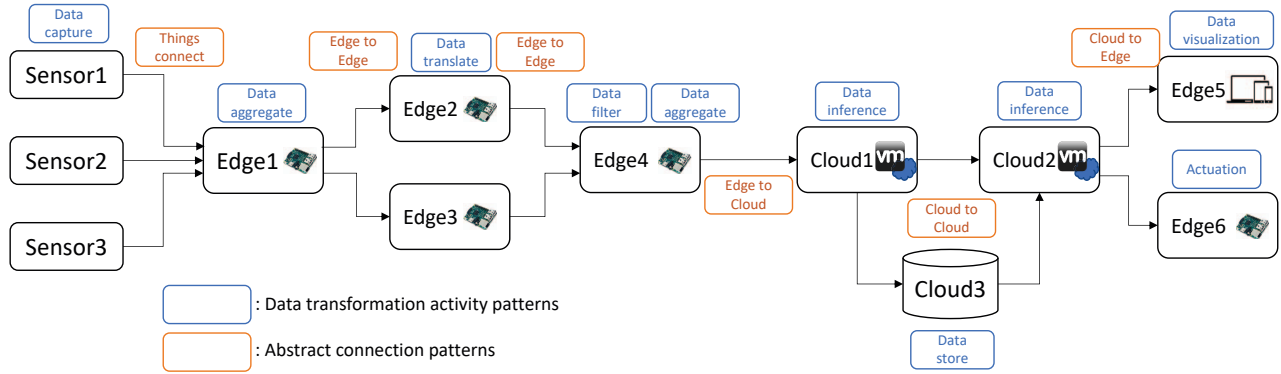 Data
capture
Things
connect
Sensor1
Sensor2
Sensor3
Data
aggregate
Edge1
Edge to
Edge
Data
translate
Edge to
Edge
Edge2
Edge3
Data
filter
Data
aggregate
Edge4
Edge to
Cloud
Data
inference
Cloud1
vm
Cloud to
Cloud
Cloud3
Data
store
Data
inference
Cloud2
vm
Cloud to
Edge
Data
visualization
Edge5
Actuation
Edge6
: Data transformation activity patterns
: Abstract connection patterns